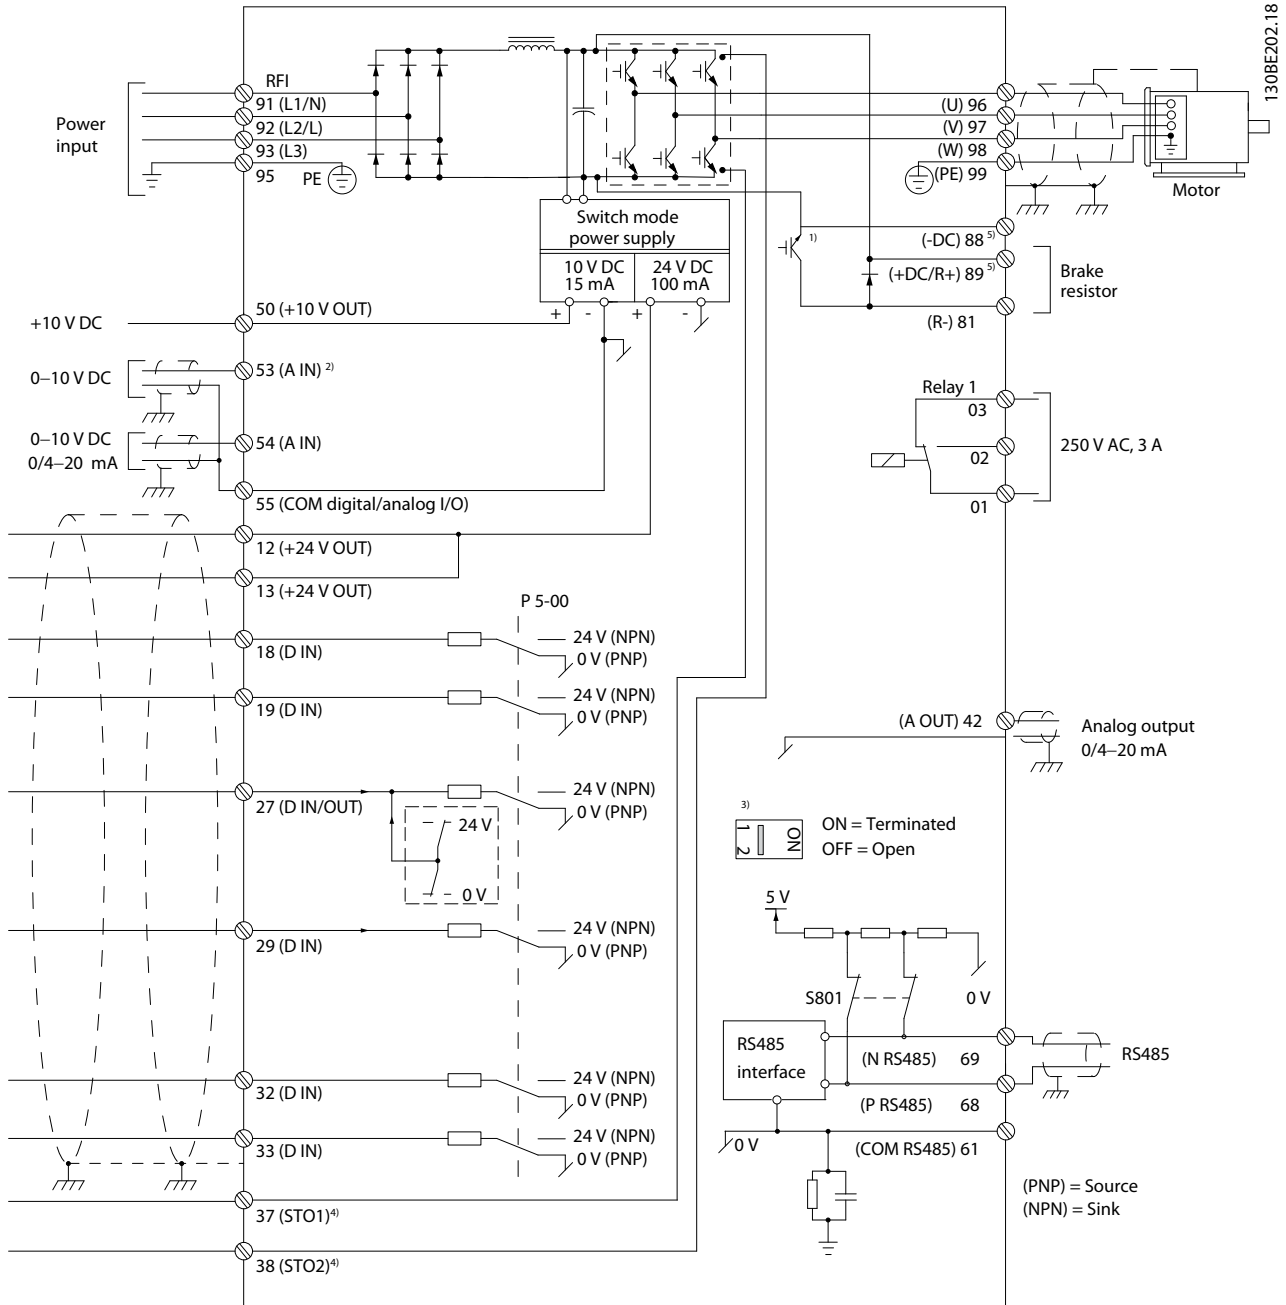 130BE202.18
RFI
91 (L1/N)
92 (L2/L)
93 (L3)
95
PE
Power
input
(U) 96
(V) 97
(W) 98
(PE) 99
Motor
Switch mode
power supply
10 V DC
15 mA
24 V DC
100 mA
+ - + -
1)
(-DC) 88 5)
(+DC/R+) 89 5)
(R-) 81
Brake
resistor
+10 V DC
50 (+10 V OUT)
0–10 V DC
53 (A IN) 2)
0–10 V DC
0/4–20 mA
54 (A IN)
55 (COM digital/analog I/O)
12 (+24 V OUT)
13 (+24 V OUT)
Relay 1
03
02
01
250 V AC, 3 A
P 5-00
18 (D IN)
24 V (NPN)
0 V (PNP)
19 (D IN)
24 V (NPN)
0 V (PNP)
27 (D IN/OUT)
24 V
0 V
24 V (NPN)
0 V (PNP)
29 (D IN)
24 V (NPN)
0 V (PNP)
32 (D IN)
24 V (NPN)
0 V (PNP)
33 (D IN)
24 V (NPN)
0 V (PNP)
37 (STO1)4)
38 (STO2)4)
(A OUT) 42
Analog output
0/4–20 mA
3)
1 2
ON
ON = Terminated
OFF = Open
5 V
S801
0 V
RS485
interface
(N RS485) 69
(P RS485) 68
RS485
0 V
(COM RS485) 61
(PNP) = Source
(NPN) = Sink